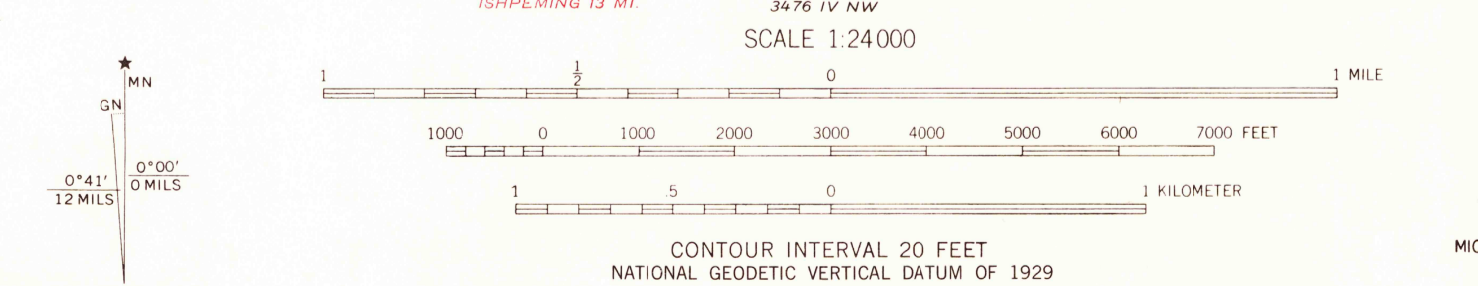 ISHPEMING 13 MI.
3476 IV NW
SCALE 1:24000
★
MN
GN
0°41'
12 MILS
0°00'
0 MILS
1 1/2 0 1 MILE
1000 0 1000 2000 3000 4000 5000 6000 7000 FEET
1 .5 0 1 KILOMETER
CONTOUR INTERVAL 20 FEET
NATIONAL GEODETIC VERTICAL DATUM OF 1929
MIC